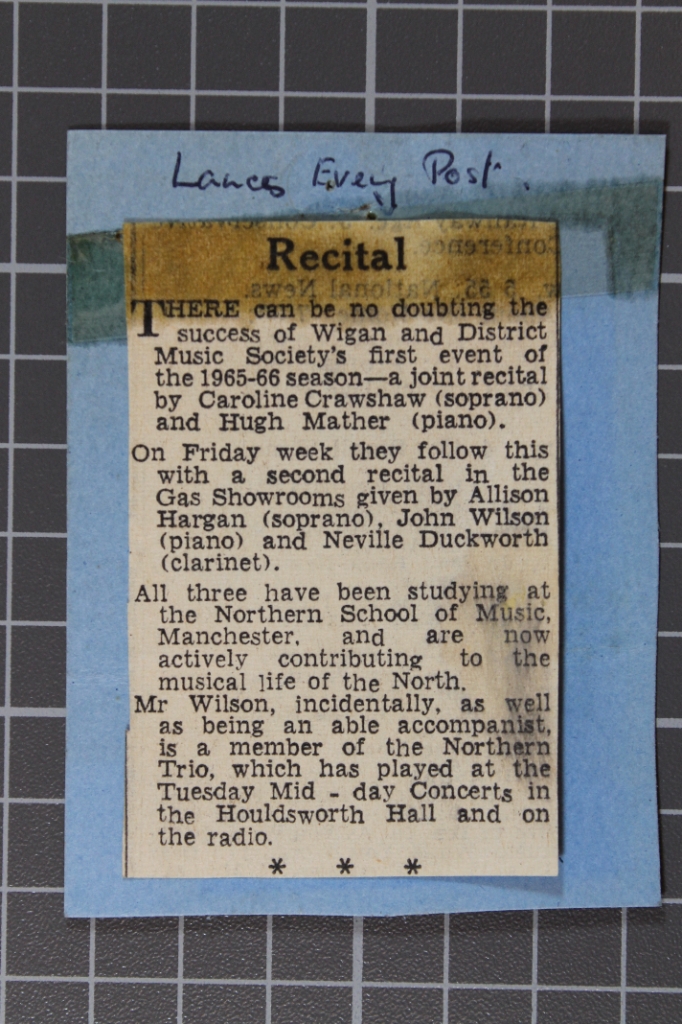 Lancs Eveng Post.
Recital
THERE can be no doubting the
success of Wigan and District
Music Society's first event of
the 1965-66 season—a joint recital
by Caroline Crawshaw (soprano)
and Hugh Mather (piano).
On Friday week they follow this
with a second recital in the
Gas Showrooms given by Allison
Hargan (soprano), John Wilson
(piano) and Neville Duckworth
(clarinet).
All three have been studying at
the Northern School of Music,
Manchester, and are now
actively contributing to the
musical life of the North.
Mr Wilson, incidentally, as well
as being an able accompanist,
is a member of the Northern
Trio, which has played at the
Tuesday Mid - day Concerts in
the Houldsworth Hall and on
the radio.
* * *